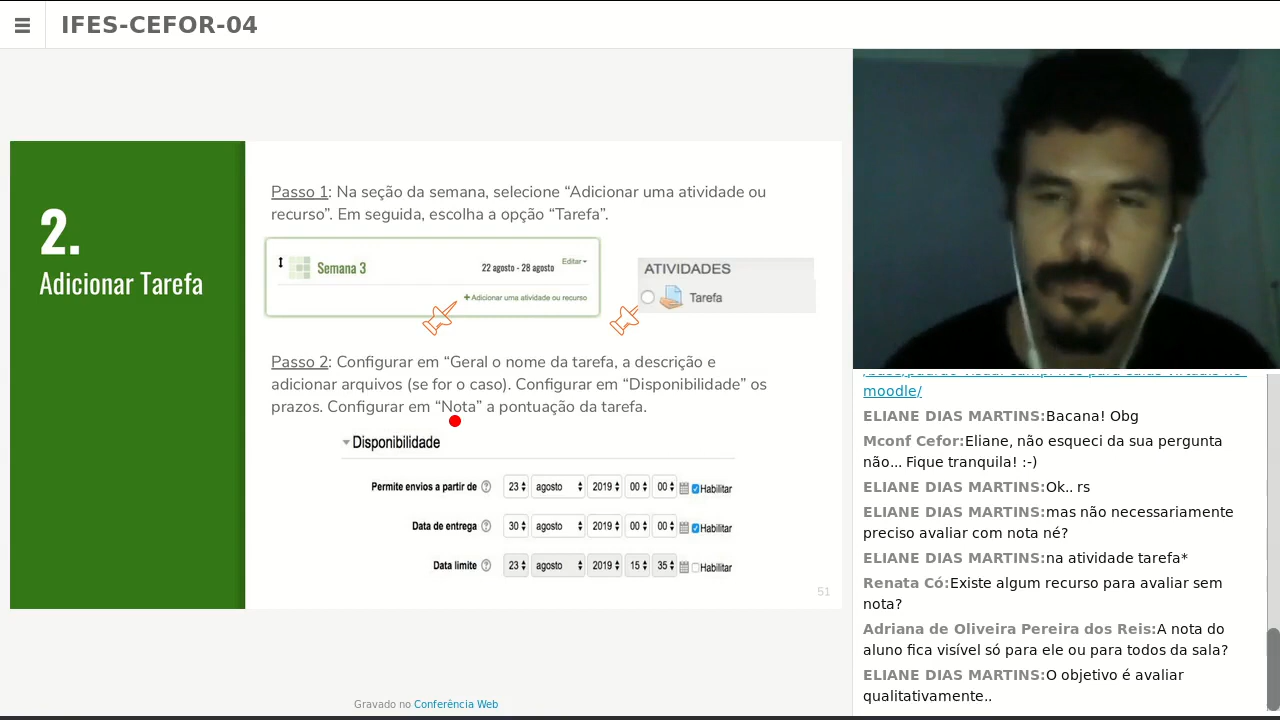 IFES-CEFOR-04
2.
Adicionar Tarefa
Passo 1: Na seção da semana, selecione “Adicionar uma atividade ou
recurso”. Em seguida, escolha a opção “Tarefa”.
Semana 3
22 agosto - 28 agosto
Editar
Adicionar uma atividade ou recurso
ATIVIDADES
Tarefa
Passo 2: Configurar em “Geral o nome da tarefa, a descrição e
adicionar arquivos (se for o caso). Configurar em “Disponibilidade” os
prazos. Configurar em “Nota” a pontuação da tarefa.
Disponibilidade
Permite envios a partir de 23 agosto 2019 00 00 Habilitar
Data de entrega 30 agosto 2019 00 00 Habilitar
Data limite 23 agosto 2019 15 35 Habilitar
51
Gravado no Conferência Web
moodle/
ELIANE DIAS MARTINS:Bacana! Obg
Mconf Cefor:Eliane, não esqueci da sua pergunta
não... Fique tranquila! :-)
ELIANE DIAS MARTINS:Ok.. rs
ELIANE DIAS MARTINS:mas não necessariamente
preciso avaliar com nota né?
ELIANE DIAS MARTINS:na atividade tarefa*
Renata Có:Existe algum recurso para avaliar sem
nota?
Adriana de Oliveira Pereira dos Reis:A nota do
aluno fica visível só para ele ou para todos da sala?
ELIANE DIAS MARTINS:O objetivo é avaliar
qualitativamente..